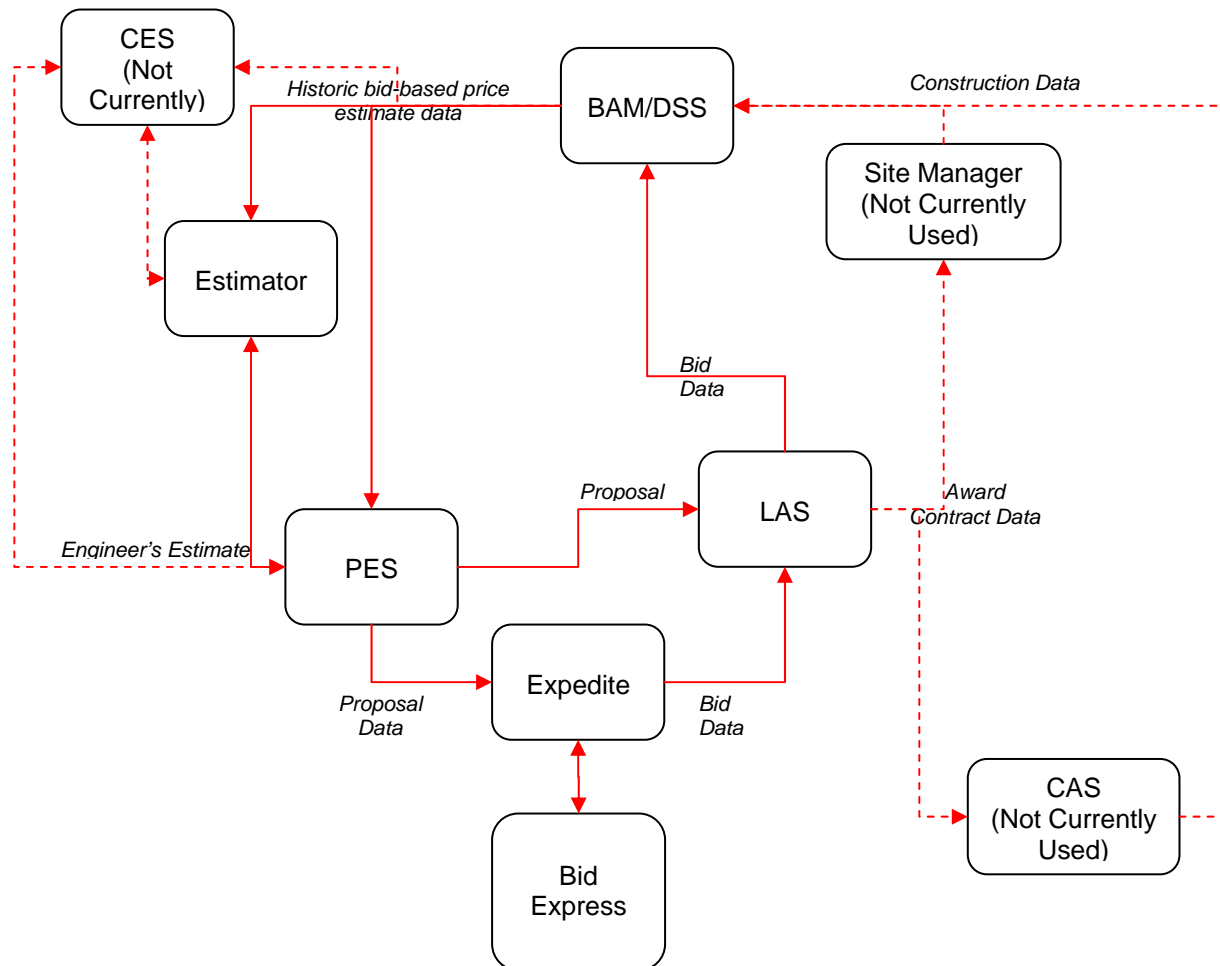 CES
(Not
Currently)
Historic bid-based price
estimate data
BAM/DSS
Construction Data
Site Manager
(Not Currently
Used)
Estimator
Bid
Data
Proposal
LAS
Award
Contract Data
Engineer’s Estimate
PES
Expedite
Proposal
Data
Bid
Data
CAS
(Not Currently
Used)
Bid
Express